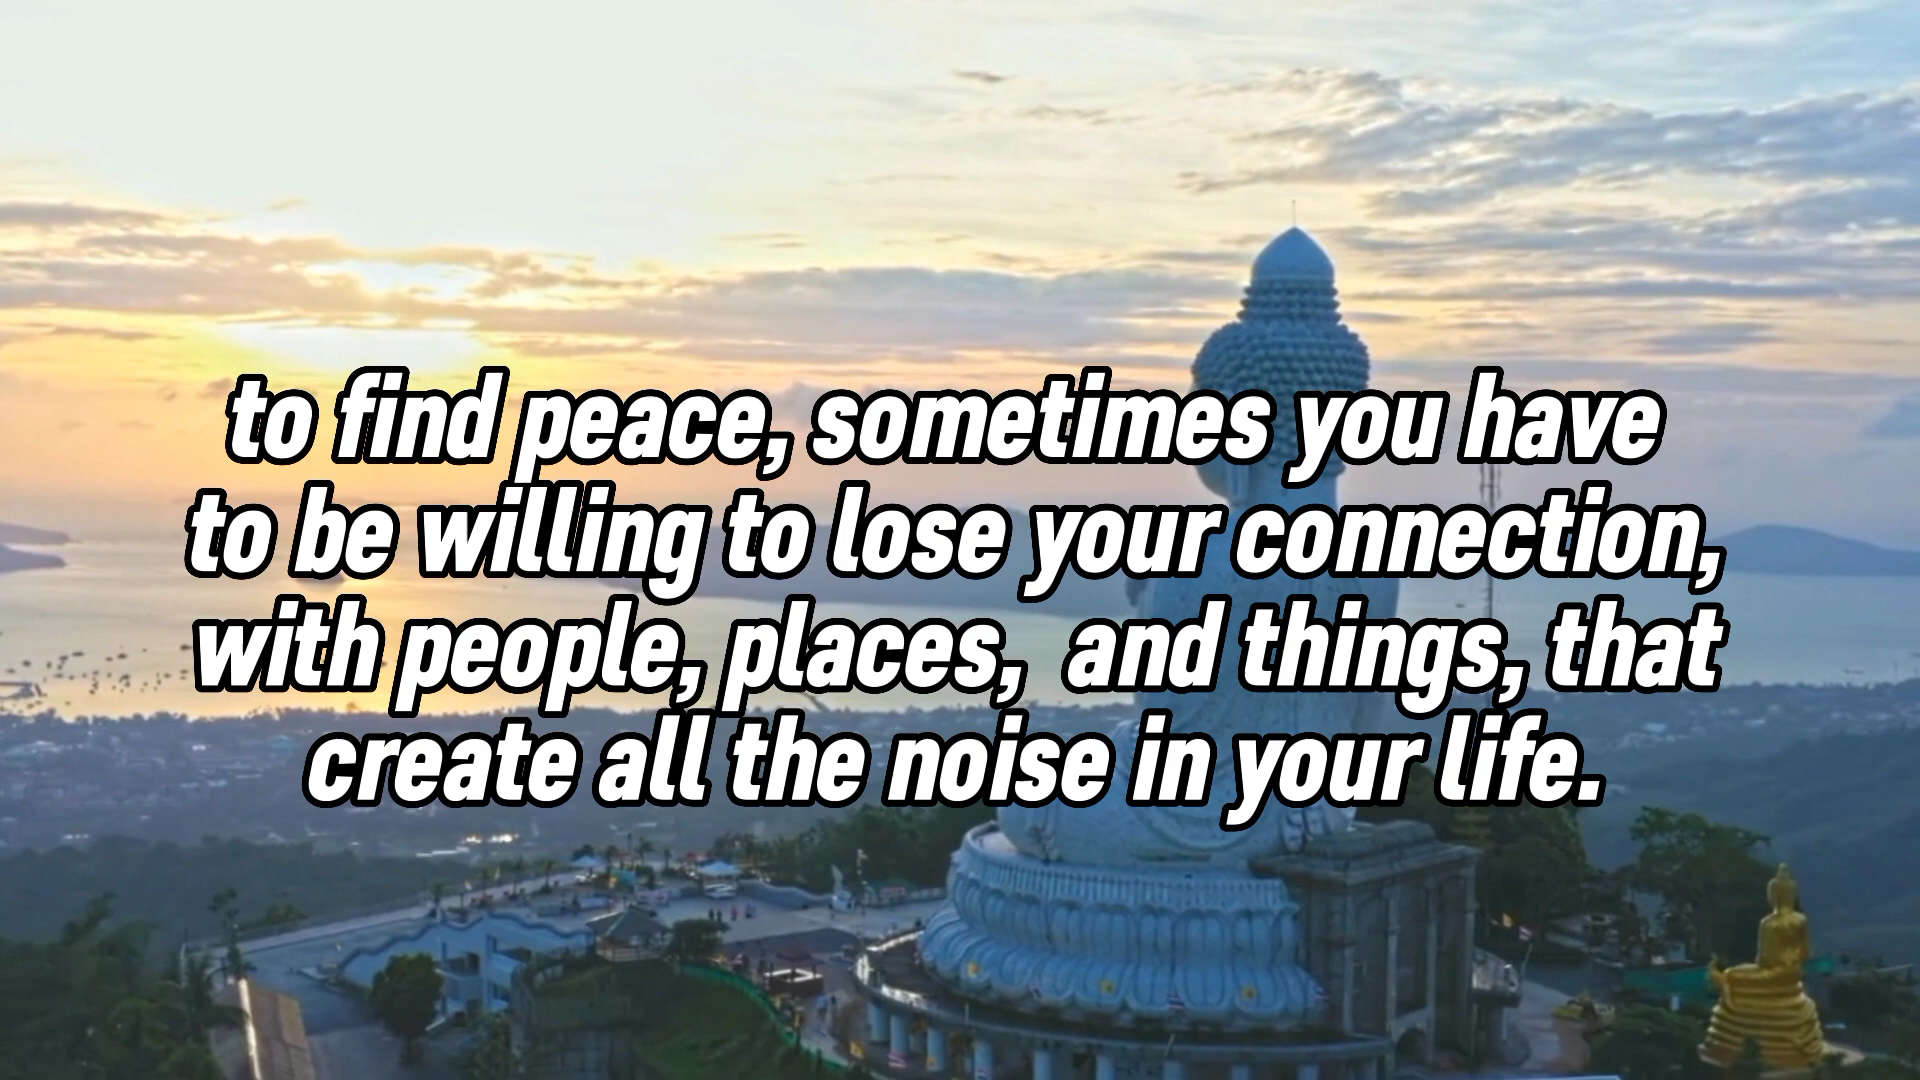 to find peace, sometimes you have
to be willing to lose your connection,
with people, places,  and things, that
create all the noise in your life.